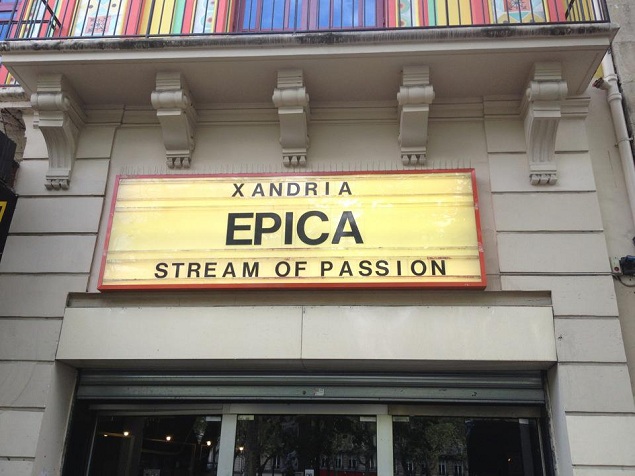 XANDRIA
EPICA
STREAM OF PASSION